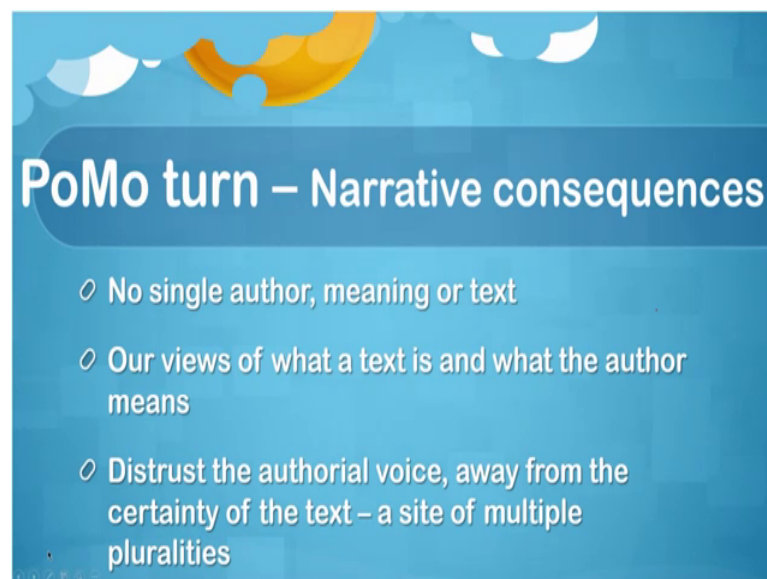 PoMo turn – Narrative consequences
No single author, meaning or text
Our views of what a text is and what the author
means
Distrust the authorial voice, away from the
certainty of the text – a site of multiple
pluralities